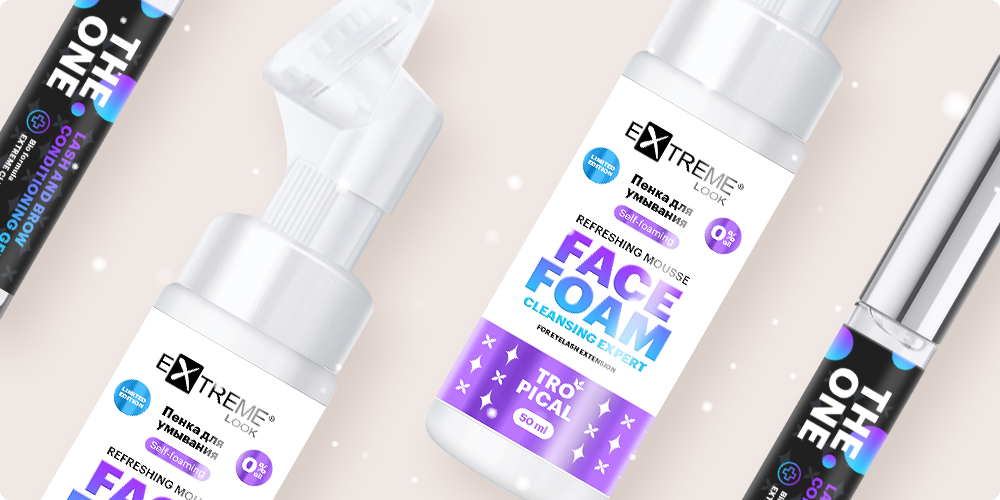 THE
ONE
LASH AND BROW
CONDITIONING GEL
Bio formula
EXTREME
EXTREME®
LOOK
LIMITED
EDITION
Пенка для
умывания
Self-foaming
0%
oil
REFRESHING
FACE
EXTREME®
LOOK
LIMITED
EDITION
Пенка для
умывания
Self-foaming
0%
oil
REFRESHING MOUSSE
FACE
FOAM
CLEANSING EXPERT
FOR EYELASH EXTENSION
TRO
PICAL
50 ml
THE
ONE